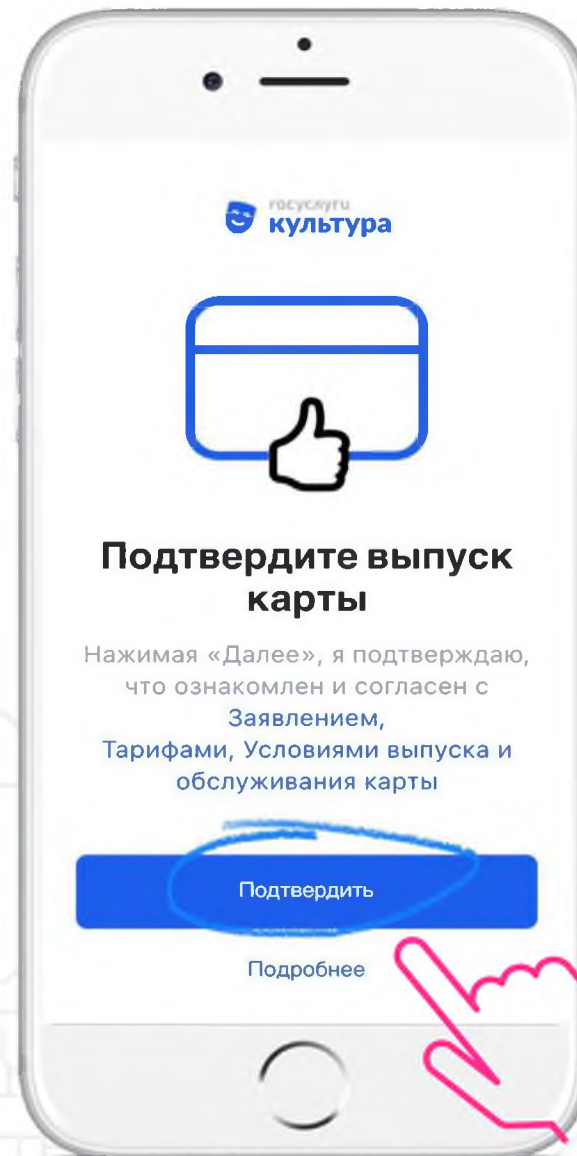 госуслуги
культура
Подтвердите выпуск
карты
Нажимая «Далее», я подтверждаю,
что ознакомлен и согласен с
Заявлением,
Тарифами, Условиями выпуска и
обслуживания карты
Подтвердить
Подробнее